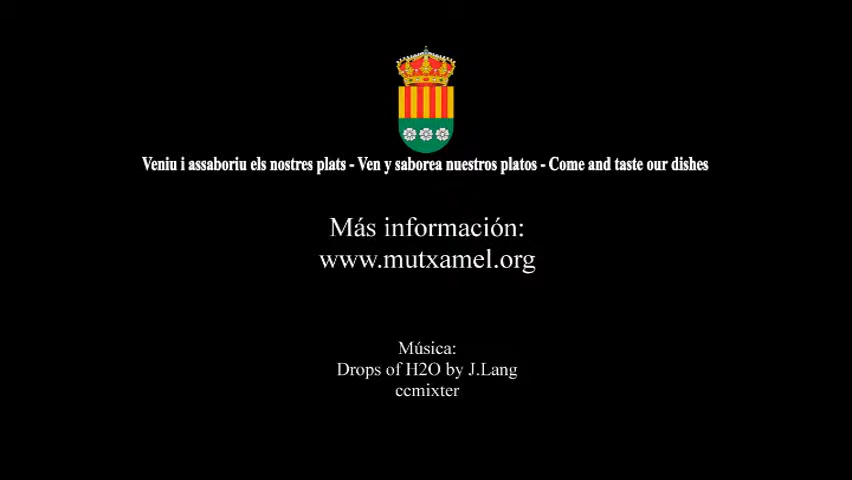 Veniu i assaboriu els nostres plats - Ven y saborea nuestros platos - Come and taste our dishes
Más información:
www.mutxamel.org
Música:
Drops of H2O by J.Lang
ccmixter